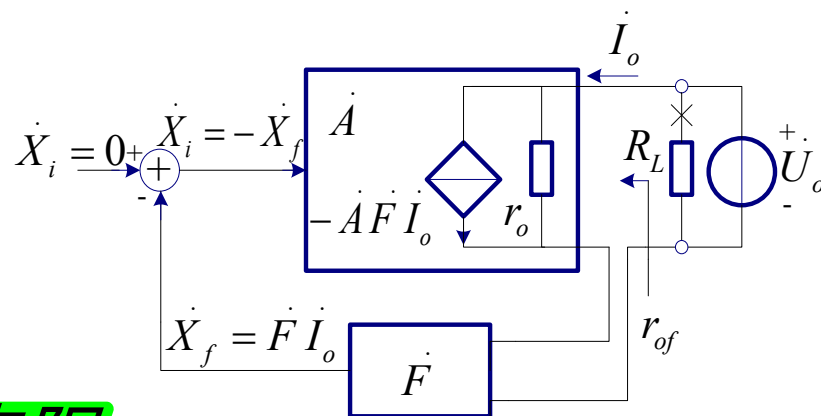 İ_o
Ẋ_i = 0
+
Ẋ_i = -Ẋ_f
Ȧ
+
-
-ȦḞİ_o
r_o
R_L
+
U̇_o
-
r_of
Ẋ_f = Ḟİ_o
Ḟ